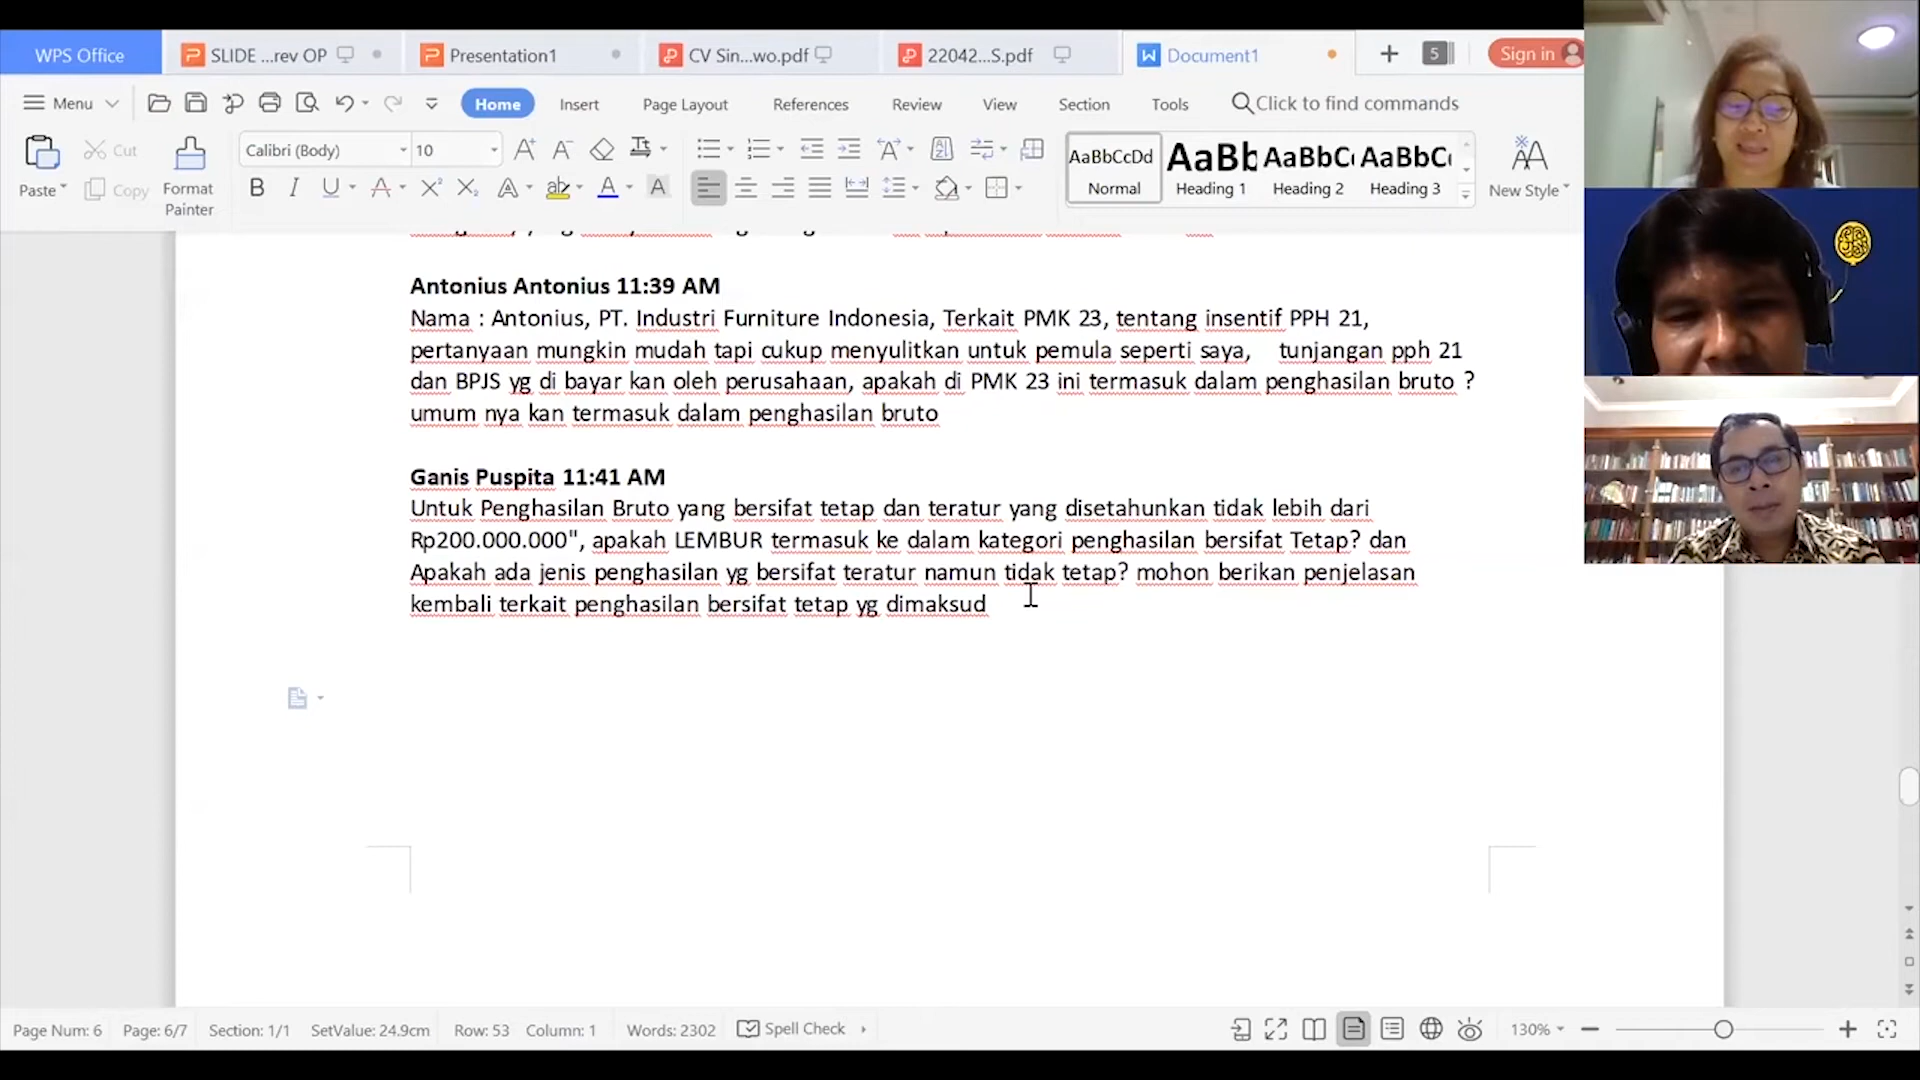 WPS Office
SLIDE ...rev OP
Presentation1
CV Sin...wo.pdf
22042...S.pdf
Document1
5
Sign in
Menu
Home
Insert
Page Layout
References
Review
View
Section
Tools
Click to find commands
Paste
Cut
Copy
Format Painter
Calibri (Body)
10
AaBbCcDd
Normal
AaBb
Heading 1
AaBbC
Heading 2
AaBbC
Heading 3
New Style
Antonius Antonius 11:39 AM
Nama : Antonius, PT. Industri Furniture Indonesia, Terkait PMK 23, tentang insentif PPH 21,
pertanyaan mungkin mudah tapi cukup menyulitkan untuk pemula seperti saya, tunjangan pph 21
dan BPJS yg di bayar kan oleh perusahaan, apakah di PMK 23 ini termasuk dalam penghasilan bruto ?
umum nya kan termasuk dalam penghasilan bruto
Ganis Puspita 11:41 AM
Untuk Penghasilan Bruto yang bersifat tetap dan teratur yang disetahunkan tidak lebih dari
Rp200.000.000", apakah LEMBUR termasuk ke dalam kategori penghasilan bersifat Tetap? dan
Apakah ada jenis penghasilan yg bersifat teratur namun tidak tetap? mohon berikan penjelasan
kembali terkait penghasilan bersifat tetap yg dimaksud
Page Num: 6
Page: 6/7
Section: 1/1
SetValue: 24.9cm
Row: 53
Column: 1
Words: 2302
Spell Check
130%